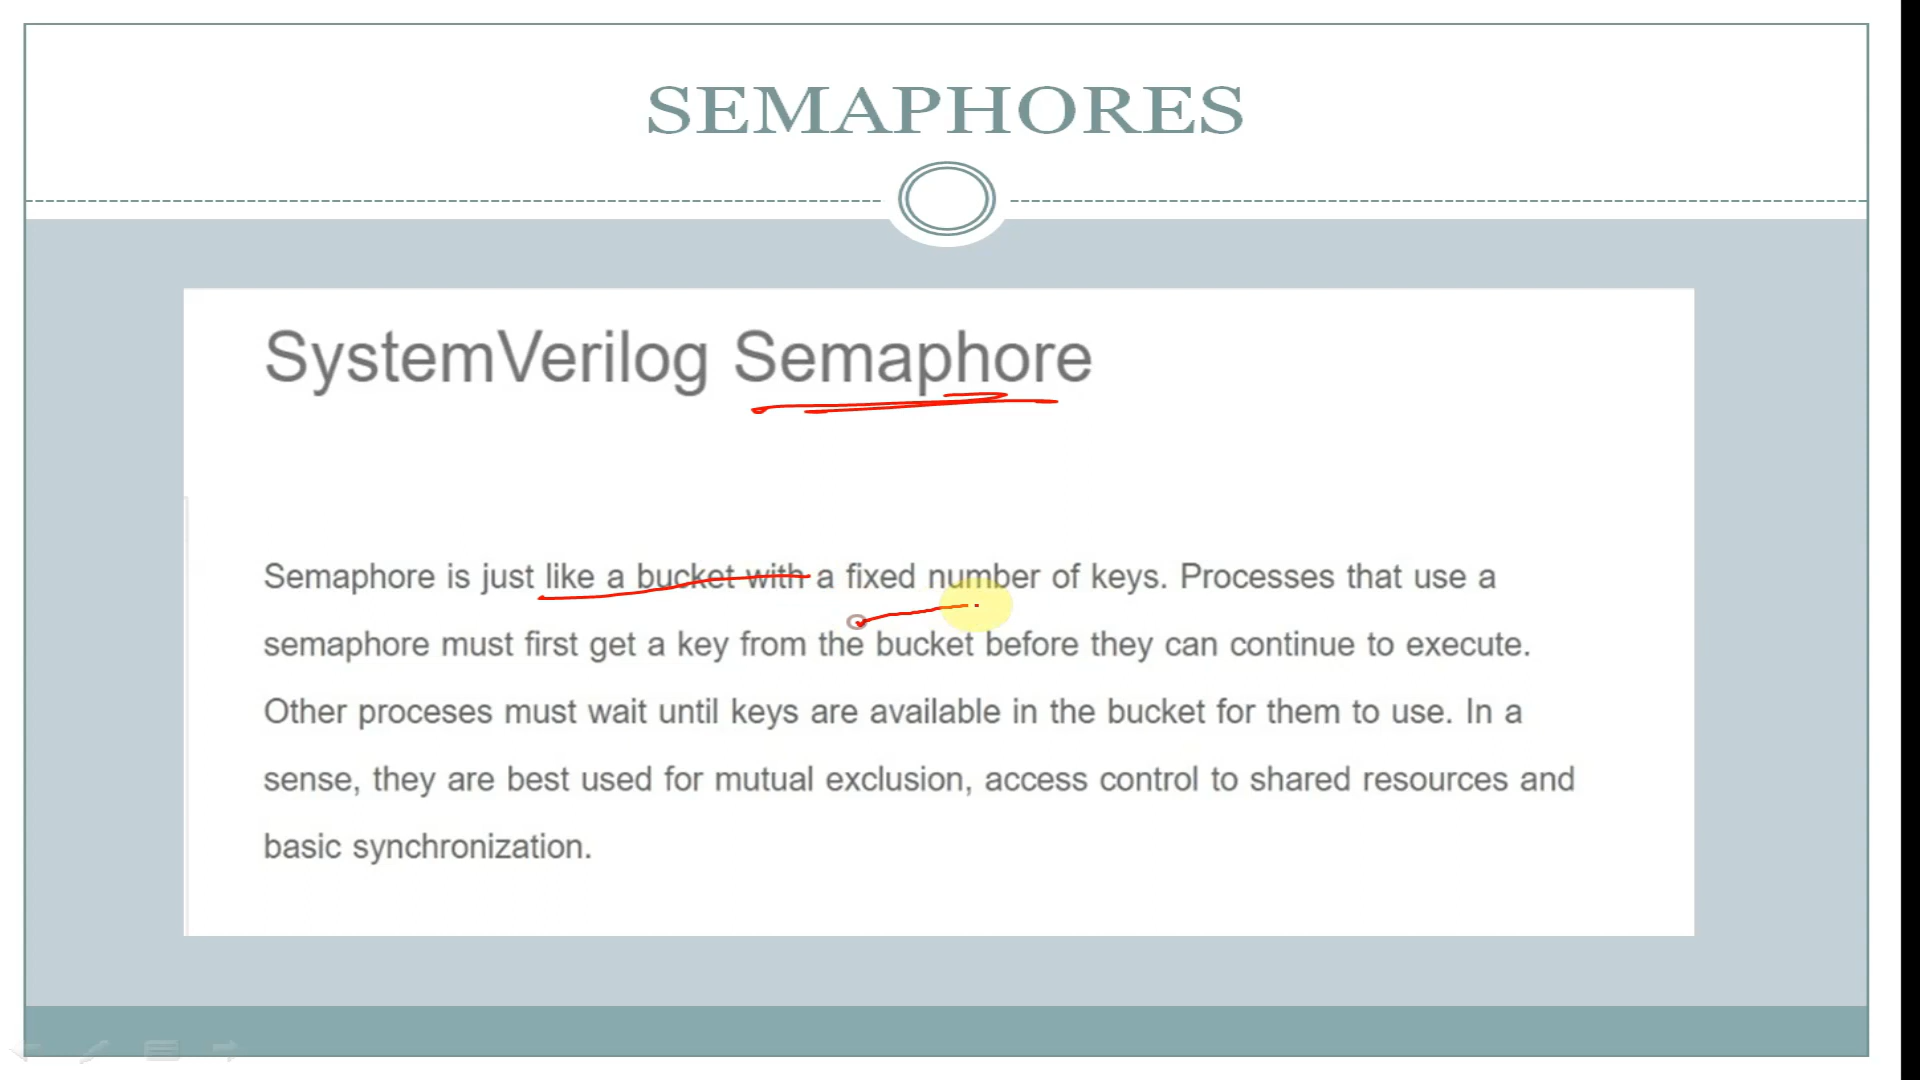 SEMAPHORES
SystemVerilog Semaphore
Semaphore is just like a bucket with a fixed number of keys. Processes that use a
semaphore must first get a key from the bucket before they can continue to execute.
Other proceses must wait until keys are available in the bucket for them to use. In a
sense, they are best used for mutual exclusion, access control to shared resources and
basic synchronization.